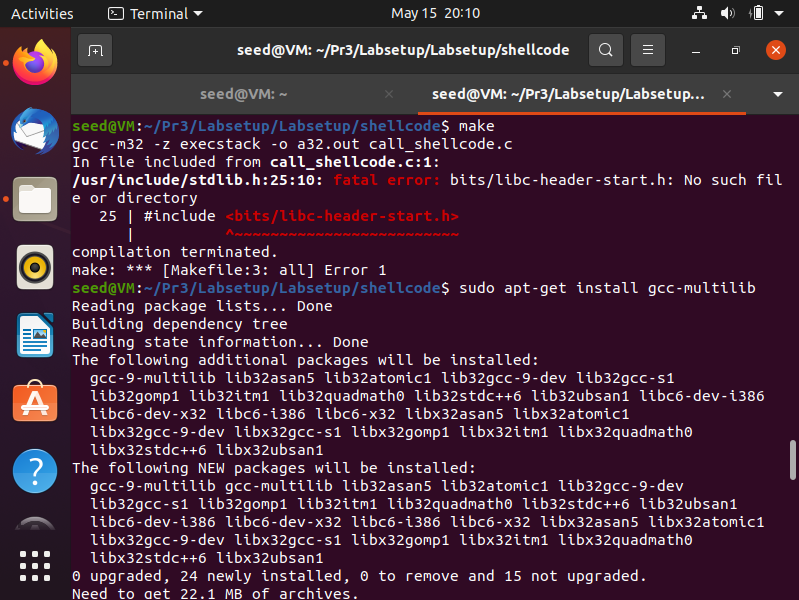 Activities Terminal May 15 20:10
seed@VM: ~/Pr3/Labsetup/Labsetup/shellcode
seed@VM: ~ seed@VM: ~/Pr3/Labsetup/Labsetup...
seed@VM:~/Pr3/Labsetup/Labsetup/shellcode$ make
gcc -m32 -z execstack -o a32.out call_shellcode.c
In file included from call_shellcode.c:1:
/usr/include/stdlib.h:25:10: fatal error: bits/libc-header-start.h: No such fil
e or directory
   25 | #include <bits/libc-header-start.h>
      |          ^~~~~~~~~~~~~~~~~~~~~~~~~~
compilation terminated.
make: *** [Makefile:3: all] Error 1
seed@VM:~/Pr3/Labsetup/Labsetup/shellcode$ sudo apt-get install gcc-multilib
Reading package lists... Done
Building dependency tree
Reading state information... Done
The following additional packages will be installed:
  gcc-9-multilib lib32asan5 lib32atomic1 lib32gcc-9-dev lib32gcc-s1
  lib32gomp1 lib32itm1 lib32quadmath0 lib32stdc++6 lib32ubsan1 libc6-dev-i386
  libc6-dev-x32 libc6-i386 libc6-x32 libx32asan5 libx32atomic1
  libx32gcc-9-dev libx32gcc-s1 libx32gomp1 libx32itm1 libx32quadmath0
  libx32stdc++6 libx32ubsan1
The following NEW packages will be installed:
  gcc-9-multilib gcc-multilib lib32asan5 lib32atomic1 lib32gcc-9-dev
  lib32gcc-s1 lib32gomp1 lib32itm1 lib32quadmath0 lib32stdc++6 lib32ubsan1
  libc6-dev-i386 libc6-dev-x32 libc6-i386 libc6-x32 libx32asan5 libx32atomic1
  libx32gcc-9-dev libx32gcc-s1 libx32gomp1 libx32itm1 libx32quadmath0
  libx32stdc++6 libx32ubsan1
0 upgraded, 24 newly installed, 0 to remove and 15 not upgraded.
Need to get 22.1 MB of archives.